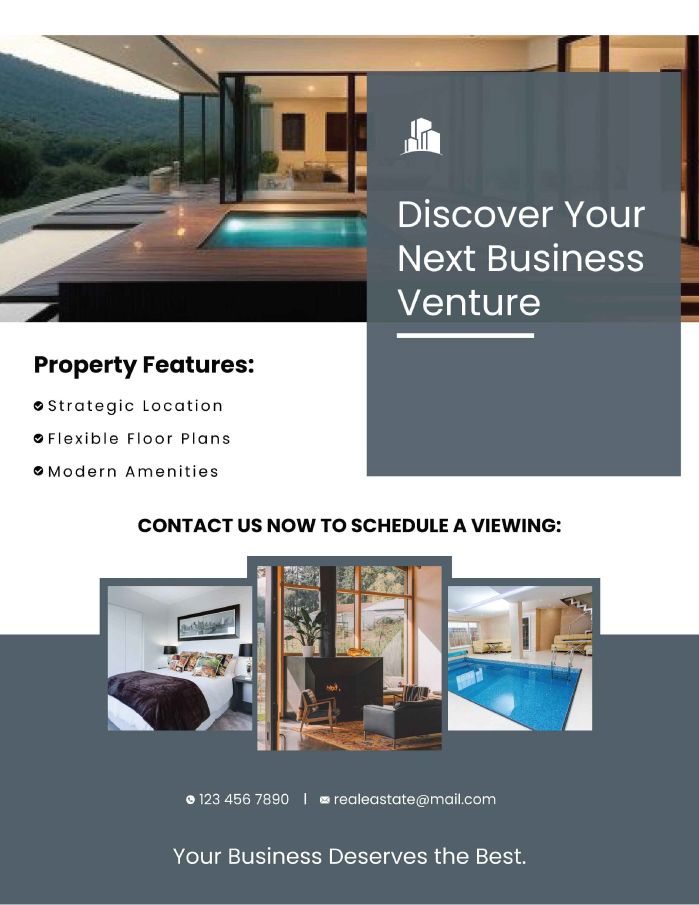 Discover Your
Next Business
Venture
Property Features:
Strategic Location
Flexible Floor Plans
Modern Amenities
CONTACT US NOW TO SCHEDULE A VIEWING:
123 456 7890 | realeastate@mail.com
Your Business Deserves the Best.